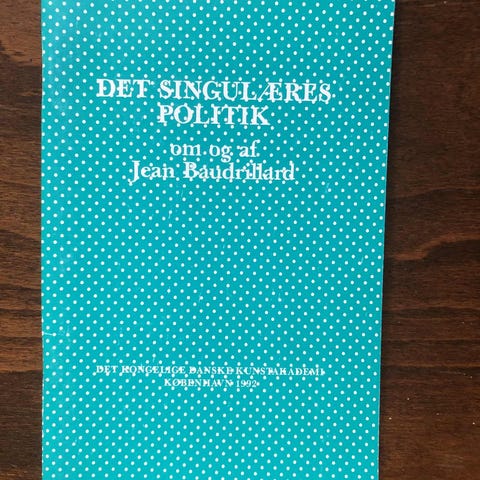 DET SINGULÆRES
POLITIK
om og af
Jean Baudrillard
DET KONGELIGE DANSKE KUNSTAKADEMI
KØBENHAVN 1992